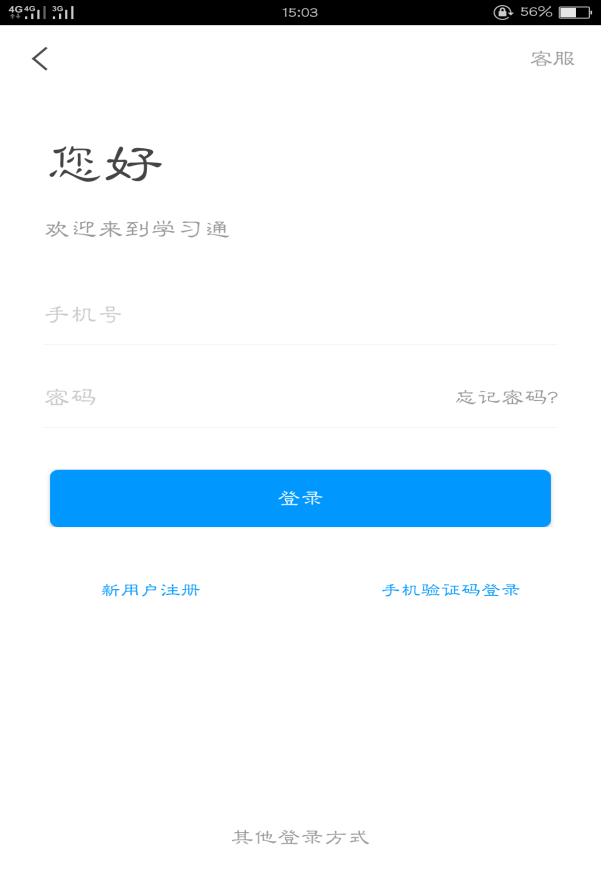 4G 4G 3G 15:03 56%
客服
您好
欢迎来到学习通
手机号
密码 忘记密码?
登录
新用户注册 手机验证码登录
其他登录方式